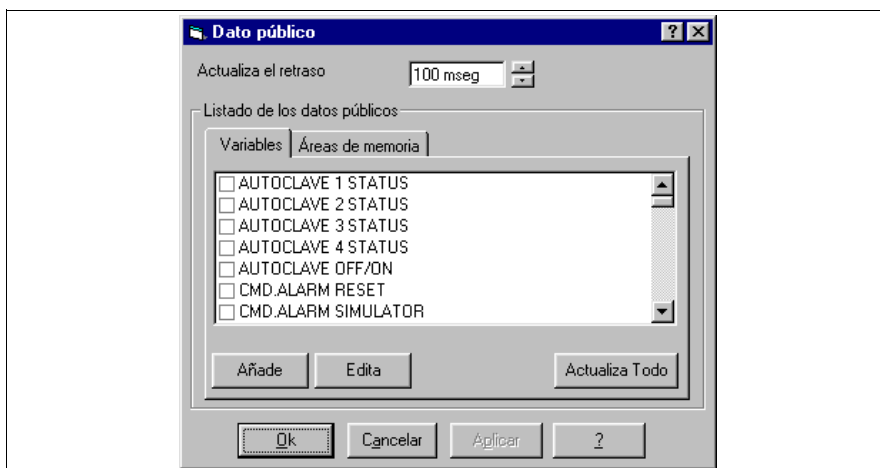 Dato público
Actualiza el retraso 100 mseg
Listado de los datos públicos
Variables Áreas de memoria
AUTOCLAVE 1 STATUS
AUTOCLAVE 2 STATUS
AUTOCLAVE 3 STATUS
AUTOCLAVE 4 STATUS
AUTOCLAVE OFF/ON
CMD.ALARM RESET
CMD.ALARM SIMULATOR
Añade Edita Actualiza Todo
Ok Cancelar Aplicar ?